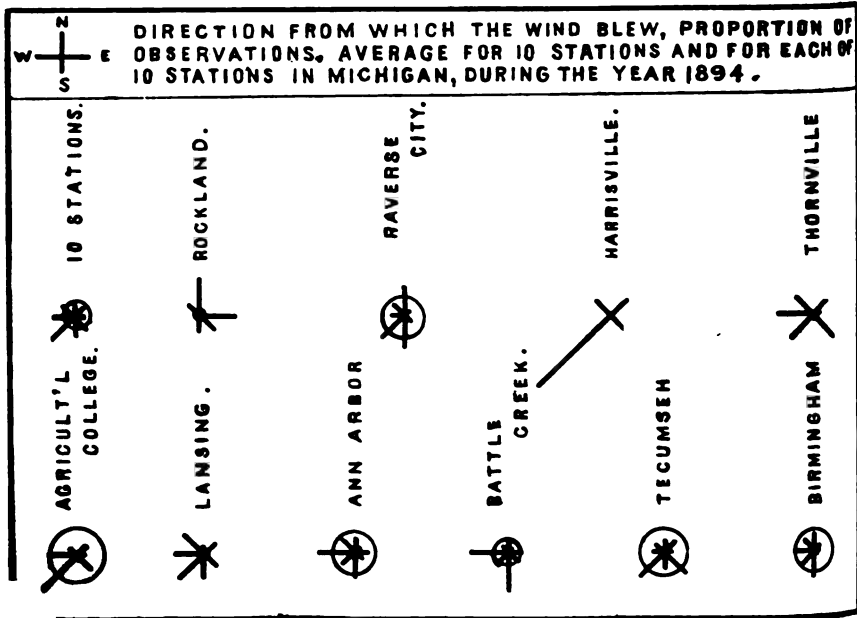 N
W E
S
DIRECTION FROM WHICH THE WIND BLEW, PROPORTION OF
OBSERVATIONS. AVERAGE FOR 10 STATIONS AND FOR EACH OF
10 STATIONS IN MICHIGAN, DURING THE YEAR 1894.
10 STATIONS.
ROCKLAND.
RAVERSE
CITY.
HARRISVILLE.
THORNVILLE
AGRICULT'L
COLLEGE.
LANSING.
ANN ARBOR
BATTLE
CREEK.
TECUMSEH
BIRMINGHAM